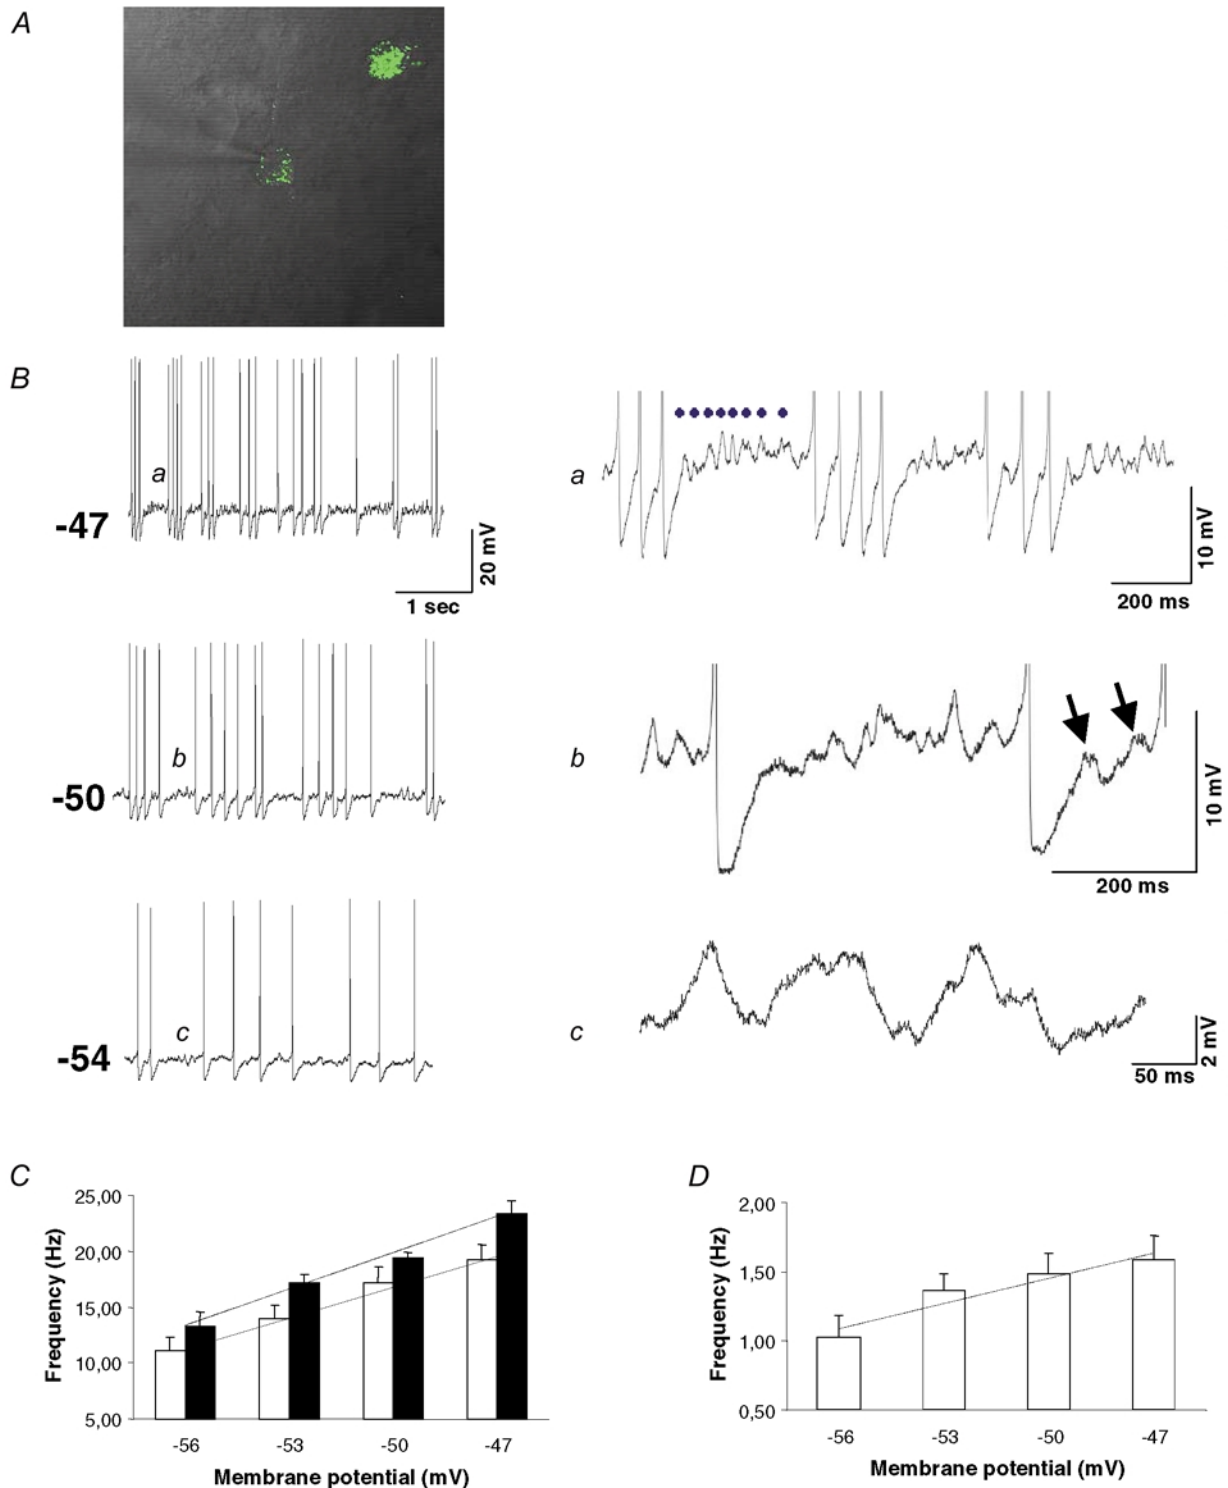 A
B
a
-47
20 mV
1 sec
a
10 mV
200 ms
b
-50
b
10 mV
200 ms
c
-54
c
2 mV
50 ms
C
Frequency (Hz)
25,00
20,00
15,00
10,00
5,00
-56 -53 -50 -47
Membrane potential (mV)
D
Frequency (Hz)
2,00
1,50
1,00
0,50
-56 -53 -50 -47
Membrane potential (mV)